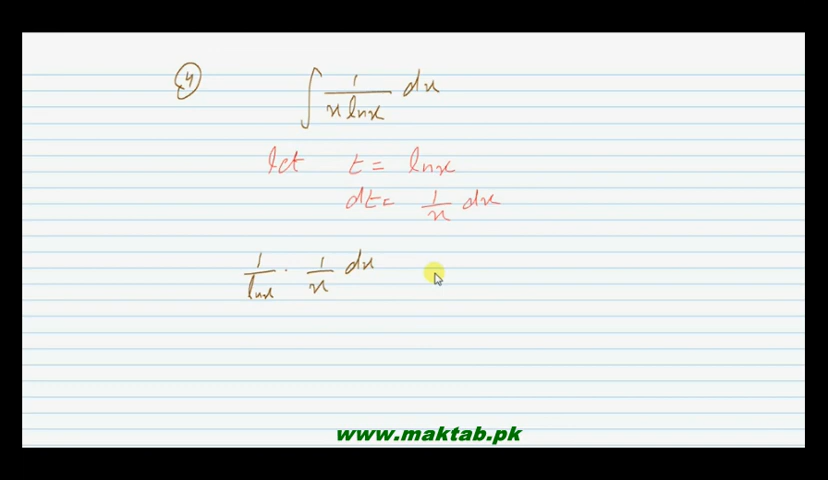 4 ∫ 1/(x ln x) dx
let t = ln x
dt = 1/x dx
1/ln x · 1/x dx
www.maktab.pk